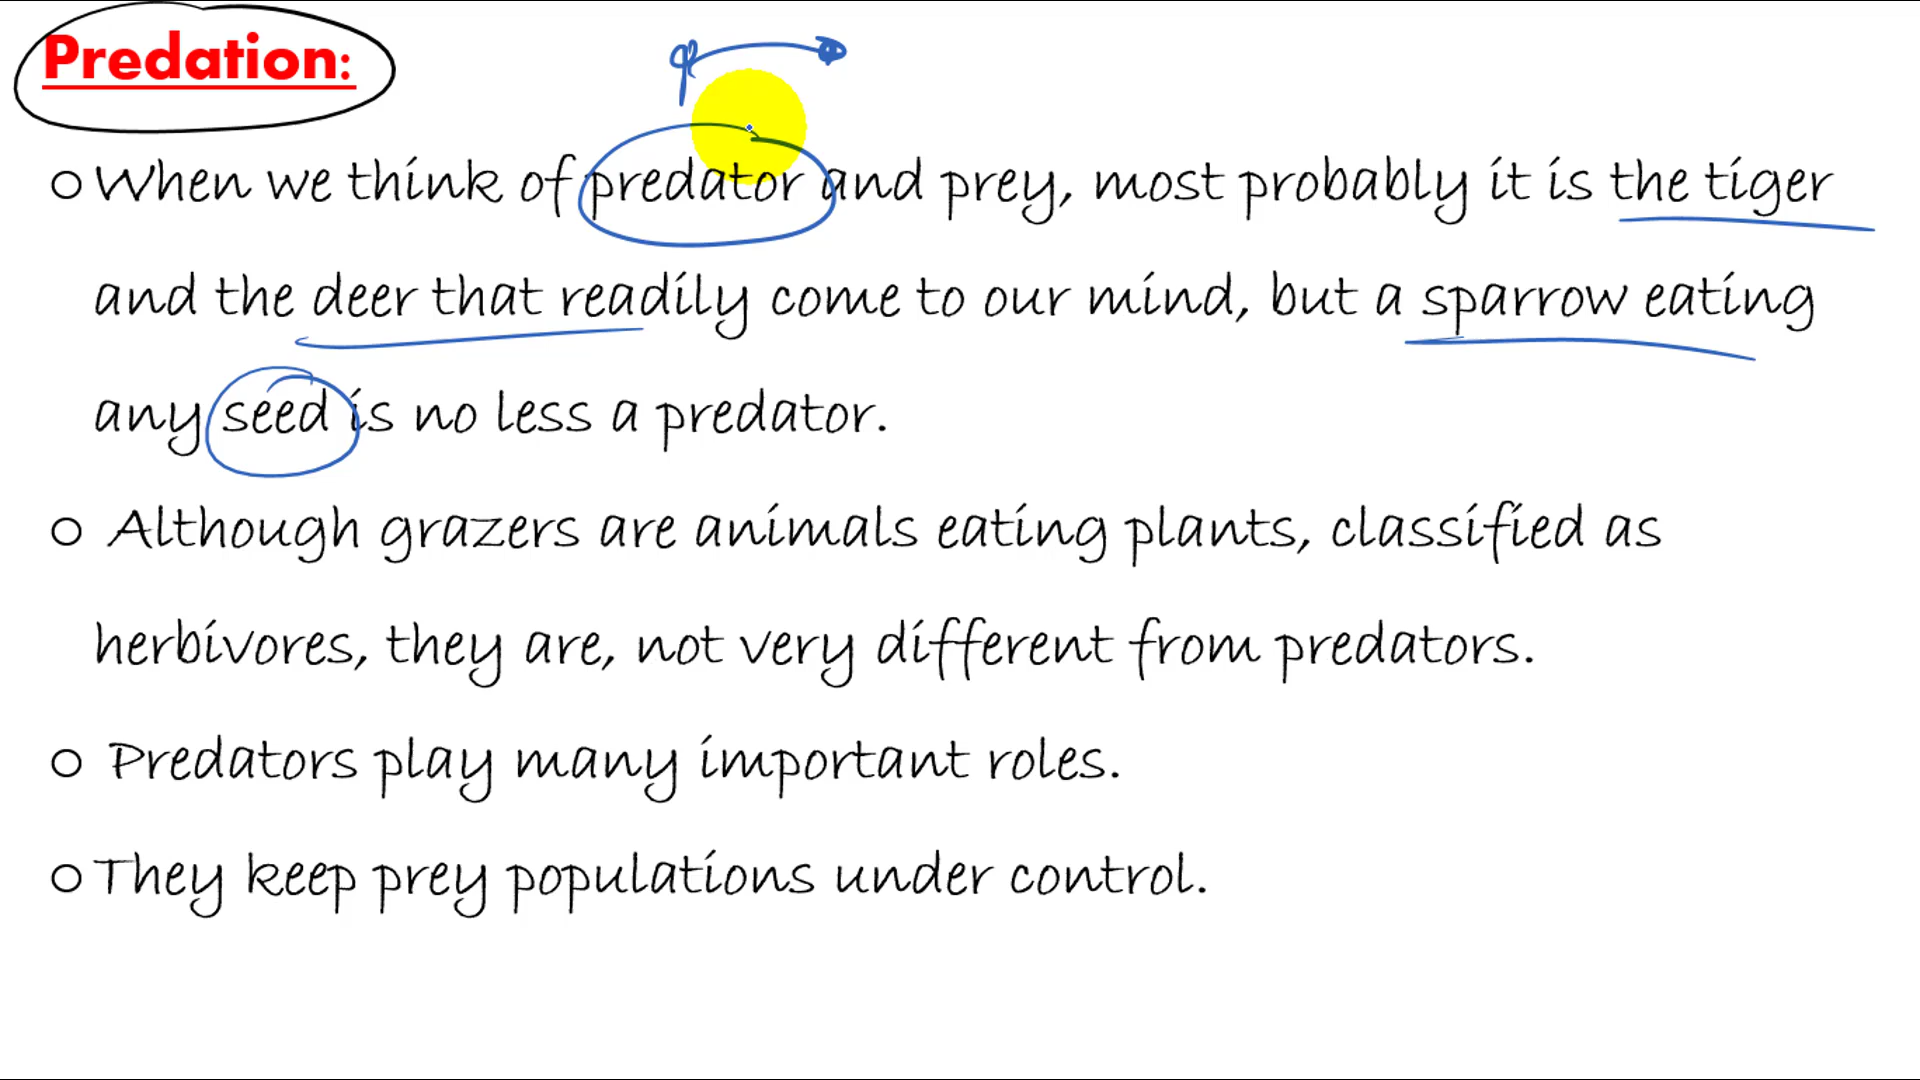 Predation:
○ When we think of predator and prey, most probably it is the tiger
and the deer that readily come to our mind, but a sparrow eating
any seed is no less a predator.
○ Although grazers are animals eating plants, classified as
herbivores, they are, not very different from predators.
○ Predators play many important roles.
○ They keep prey populations under control.